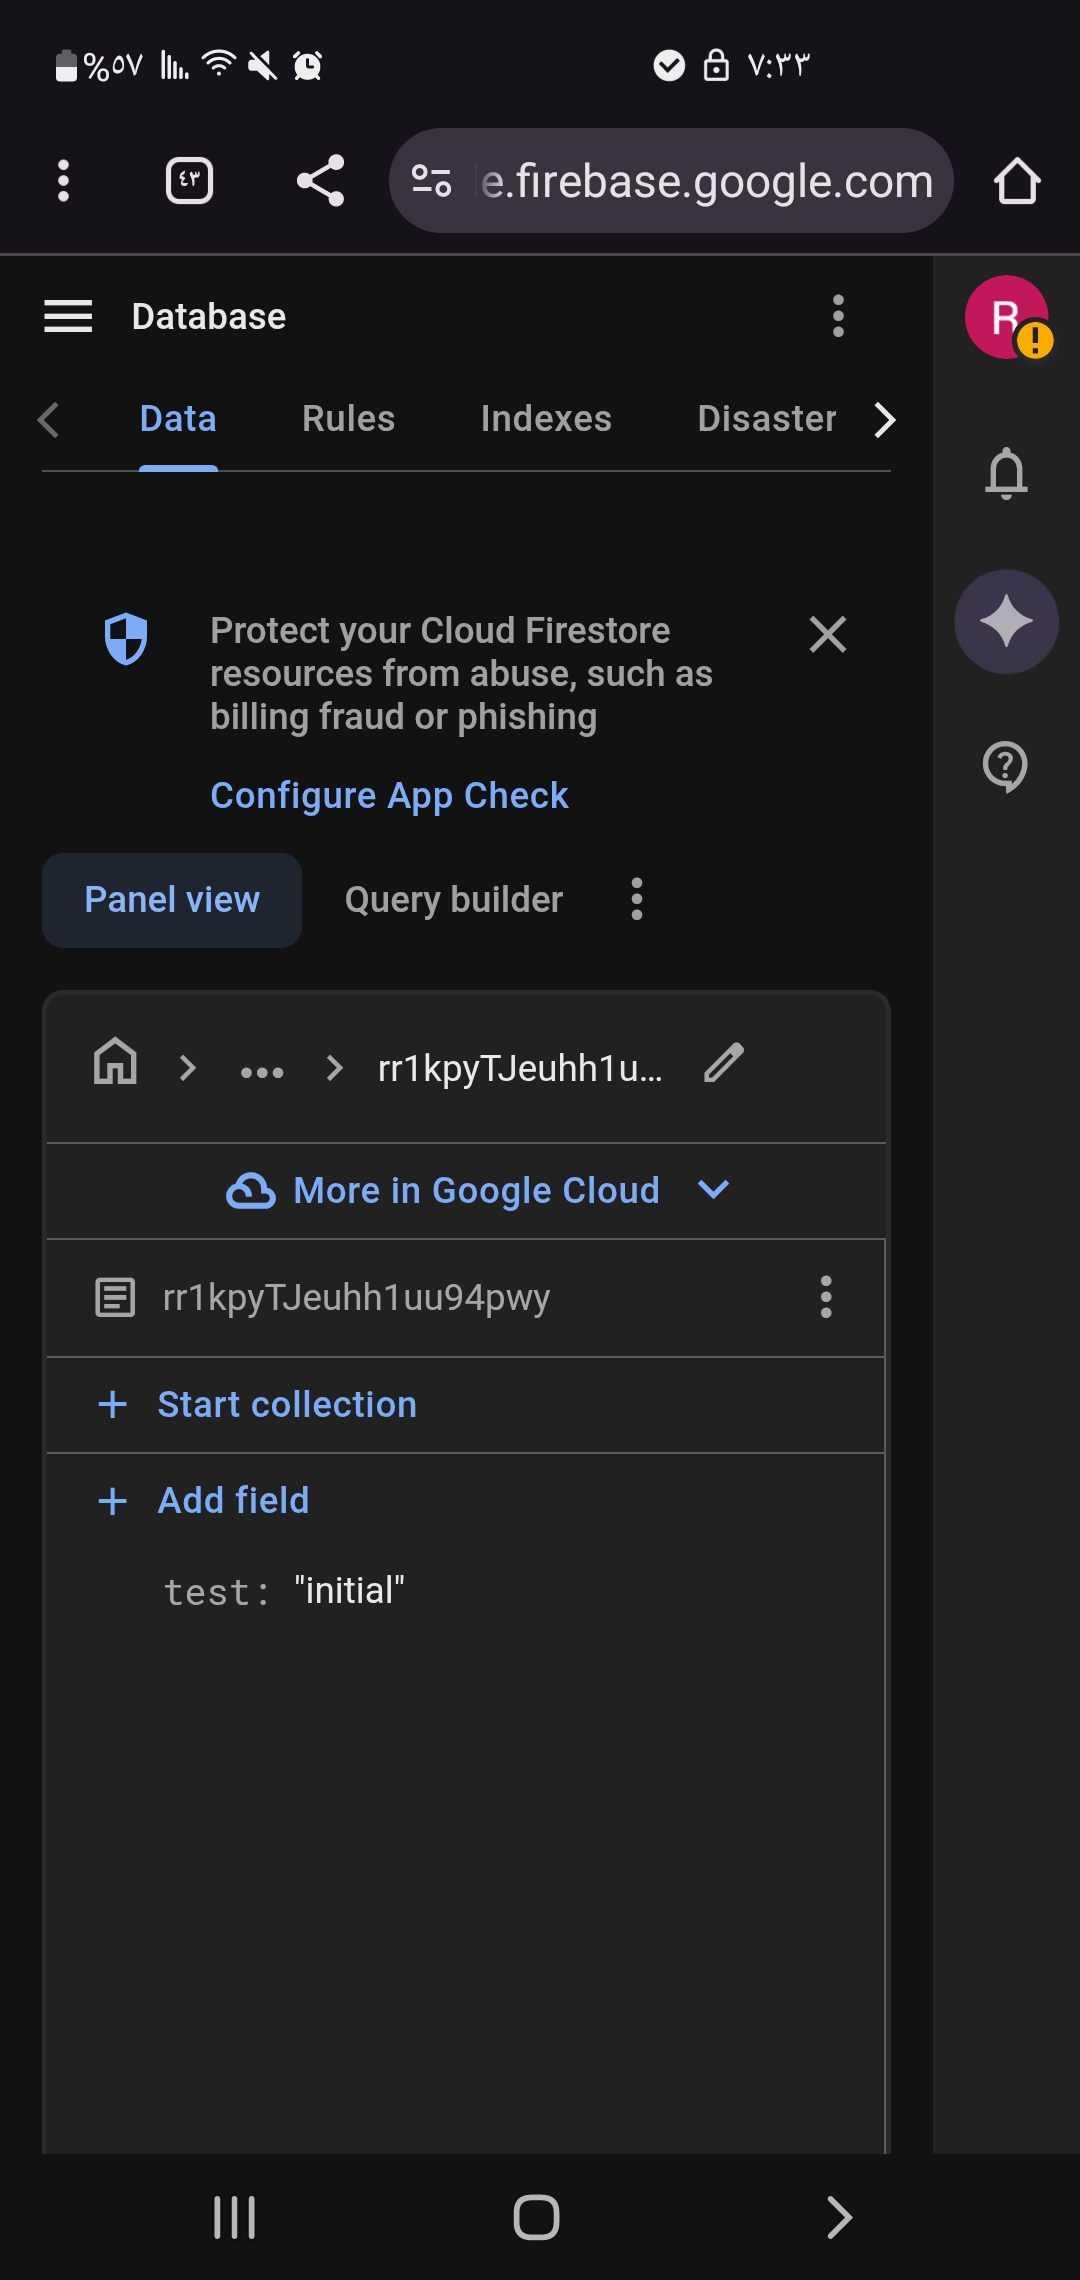 %٥٧
٧:٣٣
٤٣
e.firebase.google.com
Database
R
Data Rules Indexes Disaster
Protect your Cloud Firestore
resources from abuse, such as
billing fraud or phishing
Configure App Check
Panel view Query builder
rr1kpyTJeuhh1u...
More in Google Cloud
rr1kpyTJeuhh1uu94pwy
+ Start collection
+ Add field
test: "initial"